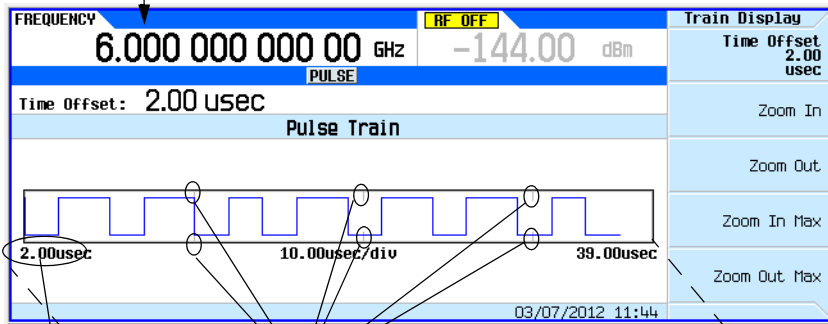 FREQUENCY
6.000 000 000 00 GHz
RF OFF
-144.00 dBm
PULSE
Time Offset: 2.00 usec
Pulse Train
2.00usec
10.00usec/div
39.00usec
03/07/2012 11:44
Train Display
Time Offset
2.00
usec
Zoom In
Zoom Out
Zoom In Max
Zoom Out Max